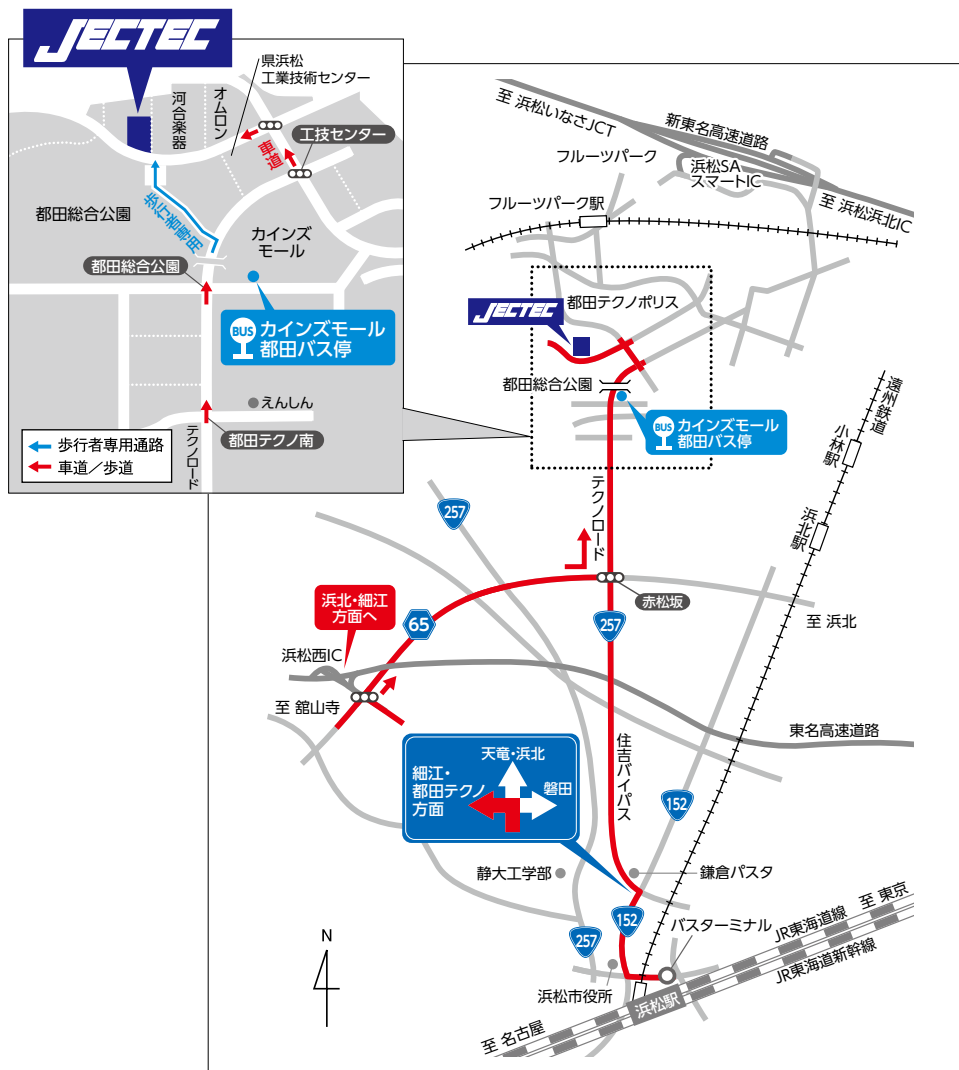 JECTEC
県浜松
工業技術センター
オムロン
河合楽器
工技センター
車道
都田総合公園
歩行者専用
カインズ
モール
都田総合公園
BUS カインズモール
都田バス停
えんしん
都田テクノ南
テクノロード
歩行者専用通路
車道／歩道
至 浜松いなさJCT
新東名高速道路
フルーツパーク
浜松SA
スマートIC
至 浜松浜北IC
フルーツパーク駅
都田テクノポリス
JECTEC
都田総合公園
BUS カインズモール
都田バス停
遠州鉄道
小林駅
浜北駅
テクノロード
257
赤松坂
至 浜北
浜北・細江
方面へ
65
257
浜松西IC
至 舘山寺
東名高速道路
住吉バイパス
天竜・浜北
細江・
都田テクノ
方面
磐田
152
静大工学部
鎌倉パスタ
152
257
バスターミナル
JR東海道線
至 東京
JR東海道新幹線
浜松市役所
浜松駅
至 名古屋
N